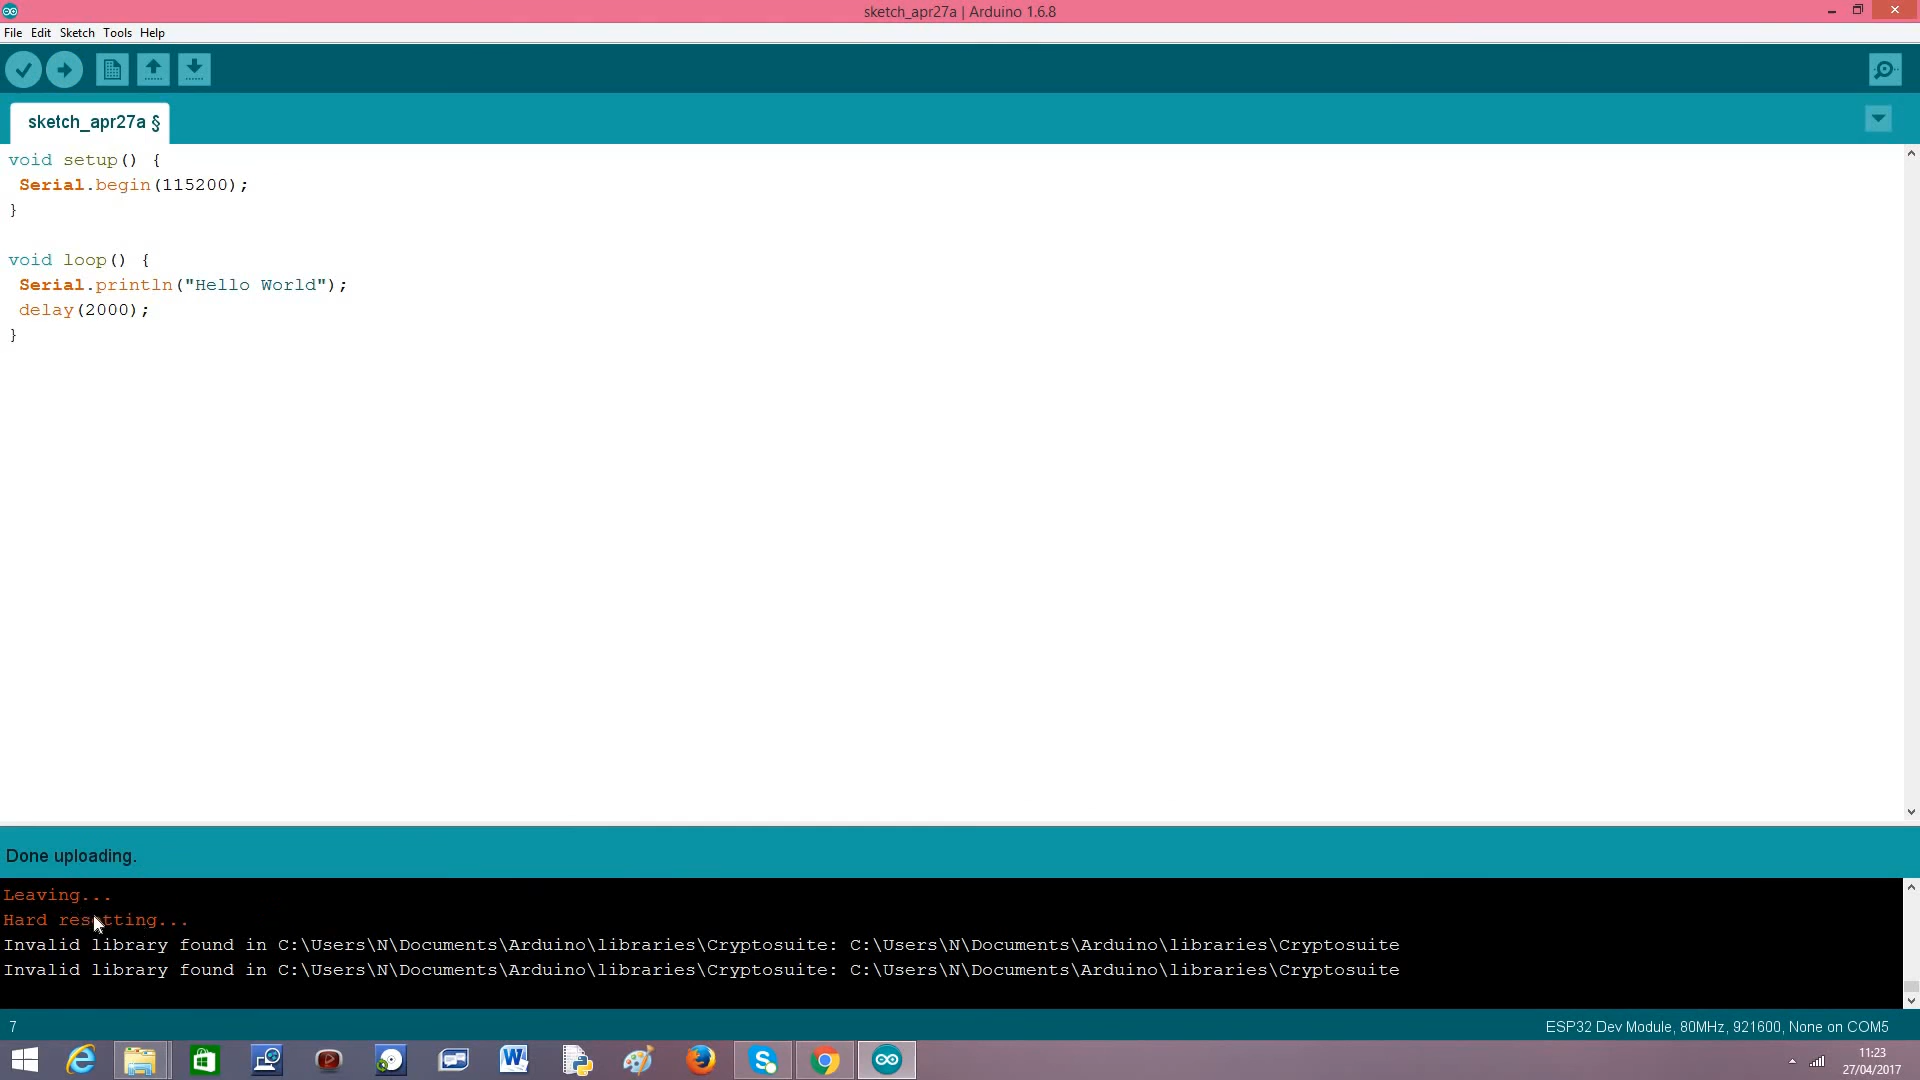 sketch_apr27a | Arduino 1.6.8
File Edit Sketch Tools Help
sketch_apr27a §
void setup() {
Serial.begin(115200);
}
void loop() {
Serial.println("Hello World");
delay(2000);
}
Done uploading.
Leaving...
Hard resetting...
Invalid library found in C:\Users\N\Documents\Arduino\libraries\Cryptosuite: C:\Users\N\Documents\Arduino\libraries\Cryptosuite
Invalid library found in C:\Users\N\Documents\Arduino\libraries\Cryptosuite: C:\Users\N\Documents\Arduino\libraries\Cryptosuite
7 ESP32 Dev Module, 80MHz, 921600, None on COM5
11:23
27/04/2017